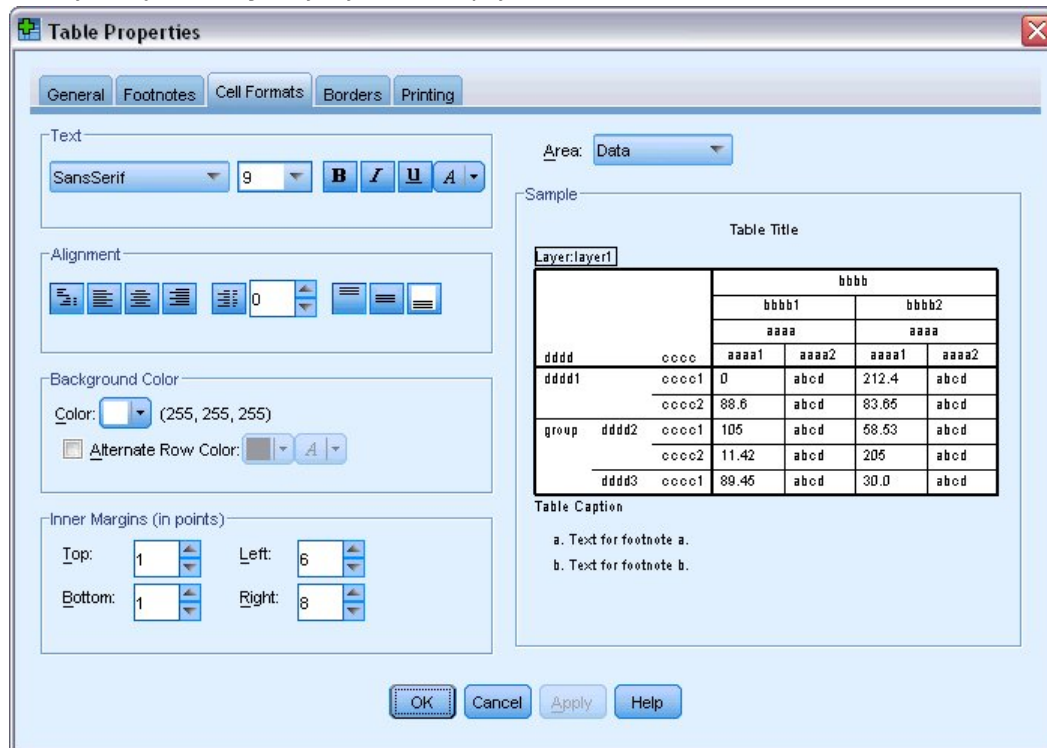 Table Properties
General Footnotes Cell Formats Borders Printing
Text
SansSerif 9 B I U A
Alignment
0
Background Color
Color: (255, 255, 255)
Alternate Row Color: A
Inner Margins (in points)
Top: 1 Left: 6
Bottom: 1 Right: 8
Area: Data
Sample
Table Title
Layer:layer1
bbbb
bbbb1 bbbb2
aaaa aaaa
dddd cccc aaaa1 aaaa2 aaaa1 aaaa2
dddd1 cccc1 0 abcd 212.4 abcd
cccc2 88.6 abcd 83.65 abcd
group dddd2 cccc1 105 abcd 58.53 abcd
cccc2 11.42 abcd 205 abcd
dddd3 cccc1 89.45 abcd 30.0 abcd
Table Caption
a. Text for footnote a.
b. Text for footnote b.
OK Cancel Apply Help